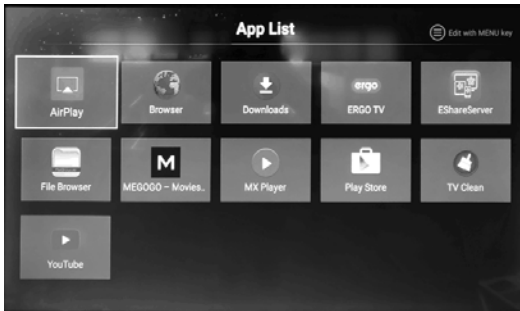 App List
Edit with MENU key
AirPlay
Browser
Downloads
ergo
ERGO TV
EShareServer
File Browser
M
MEGOGO – Movies..
MX Player
Play Store
TV Clean
YouTube